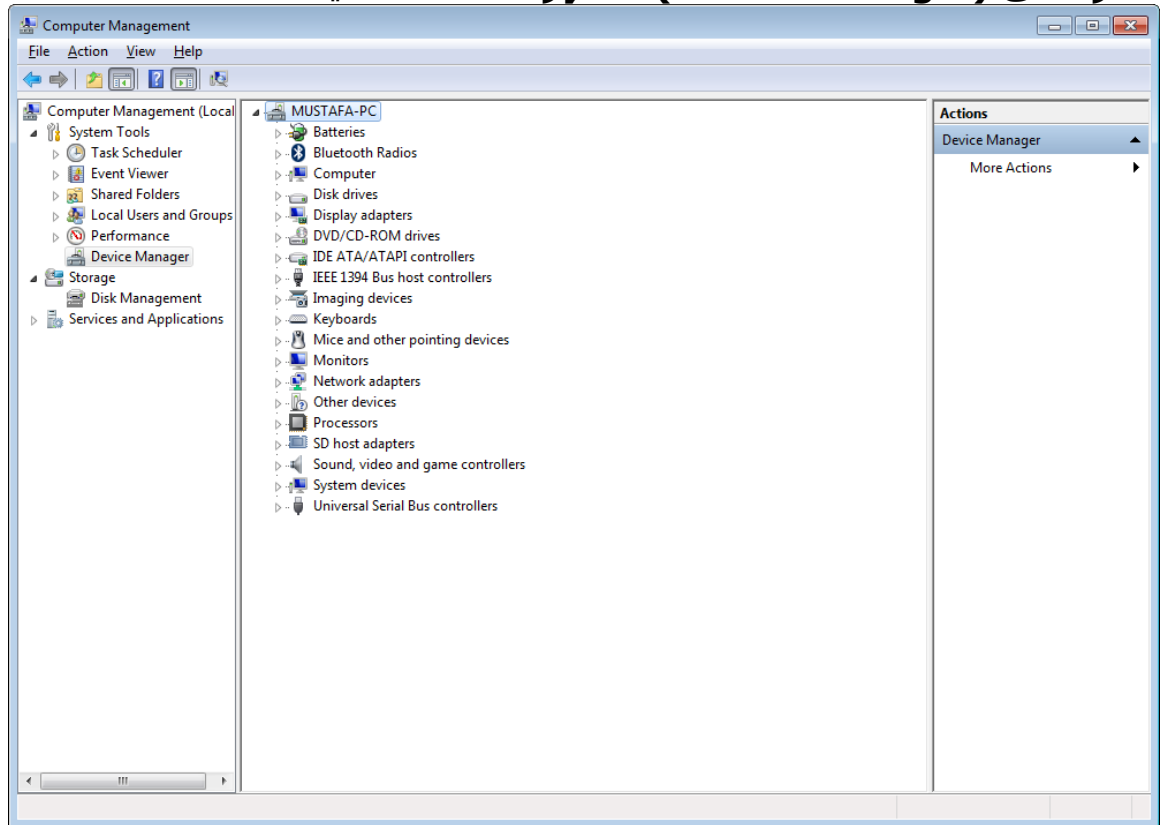 Computer Management
File Action View Help
Computer Management (Local
System Tools
Task Scheduler
Event Viewer
Shared Folders
Local Users and Groups
Performance
Device Manager
Storage
Disk Management
Services and Applications
MUSTAFA-PC
Batteries
Bluetooth Radios
Computer
Disk drives
Display adapters
DVD/CD-ROM drives
IDE ATA/ATAPI controllers
IEEE 1394 Bus host controllers
Imaging devices
Keyboards
Mice and other pointing devices
Monitors
Network adapters
Other devices
Processors
SD host adapters
Sound, video and game controllers
System devices
Universal Serial Bus controllers
Actions
Device Manager
More Actions